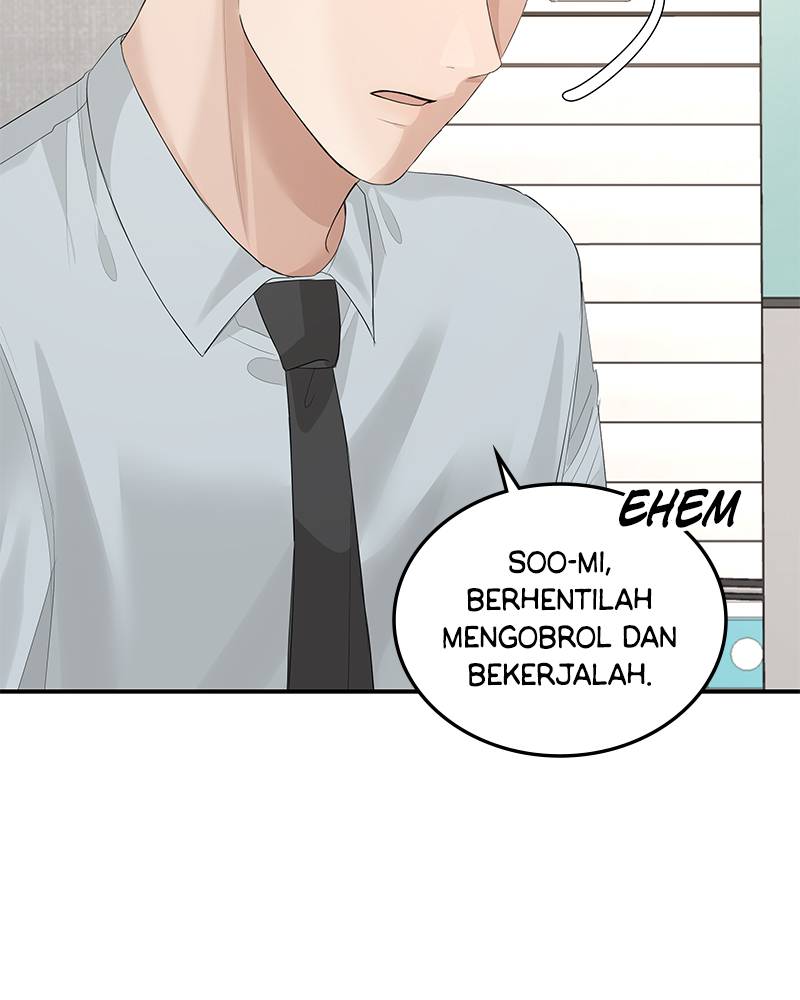 EHEM
SOO-MI,
BERHENTILAH
MENGOBROL DAN
BEKERJALAH.